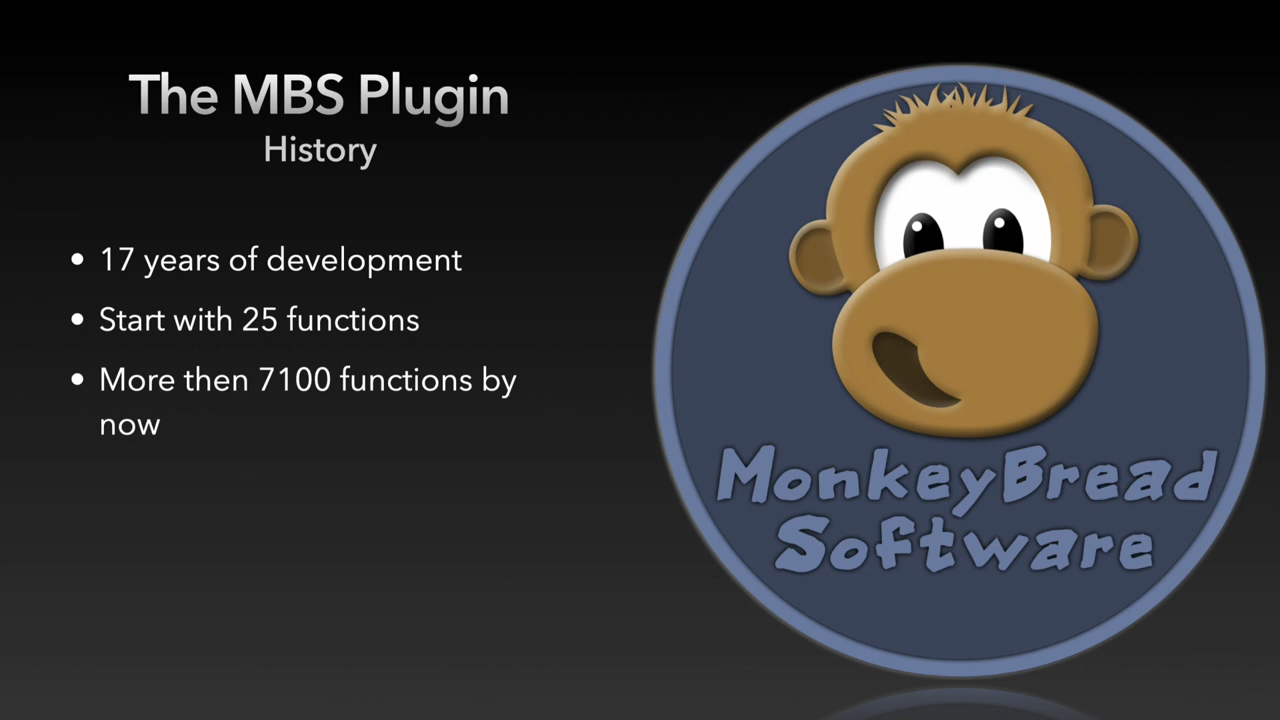 The MBS Plugin
History
• 17 years of development
• Start with 25 functions
• More then 7100 functions by
now
MonkeyBread
Software